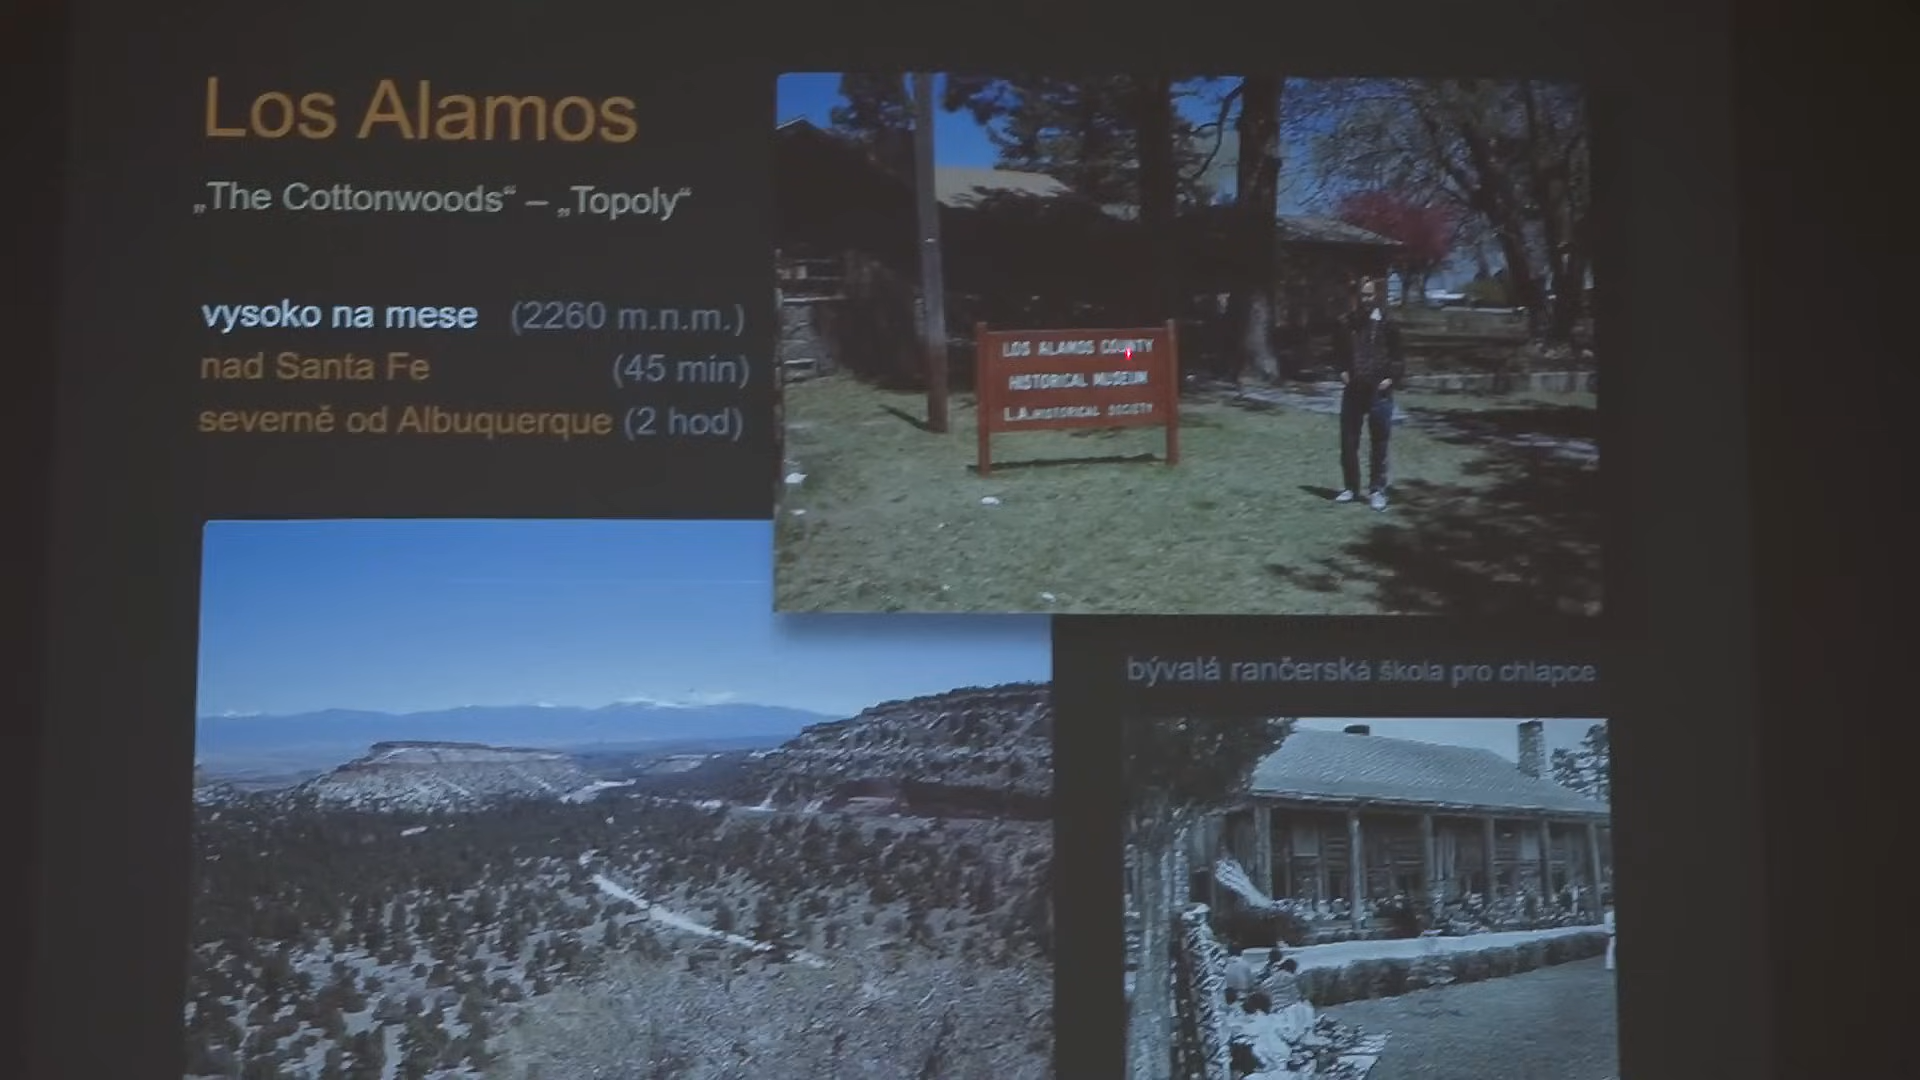 Los Alamos
„The Cottonwoods“ – „Topoly“
vysoko na mese (2260 m.n.m.)
nad Santa Fe (45 min)
severně od Albuquerque (2 hod)
LOS ALAMOS COUNTY
HISTORICAL MUSEUM
L.A. HISTORICAL SOCIETY
bývalá rančerská škola pro chlapce